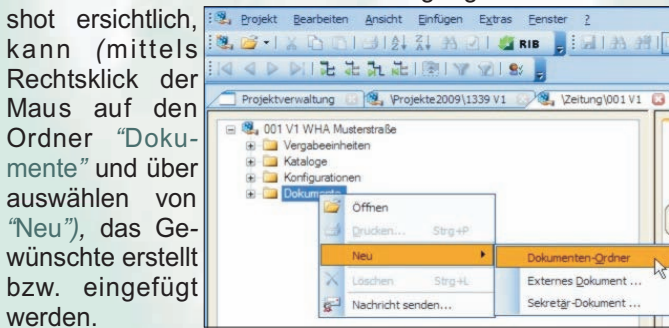 shot ersichtlich,
kann (mittels
Rechtsklick der
Maus auf den
Ordner "Doku-
mente" und über
auswählen von
"Neu"), das Ge-
wünschte erstellt
bzw. eingefügt
werden.
Projekt Bearbeiten Ansicht Einfügen Extras Fenster ?
RIB
Projektverwaltung \Projekte2009\1339 V1 \Zeitung\001 V1
001 V1 WHA Musterstraße
Vergabeeinheiten
Kataloge
Konfigurationen
Dokumente
Öffnen
Drucken... Strg+P
Neu
Löschen Strg+L
Nachricht senden...
Dokumenten-Ordner
Externes Dokument ...
Sekretär-Dokument ...